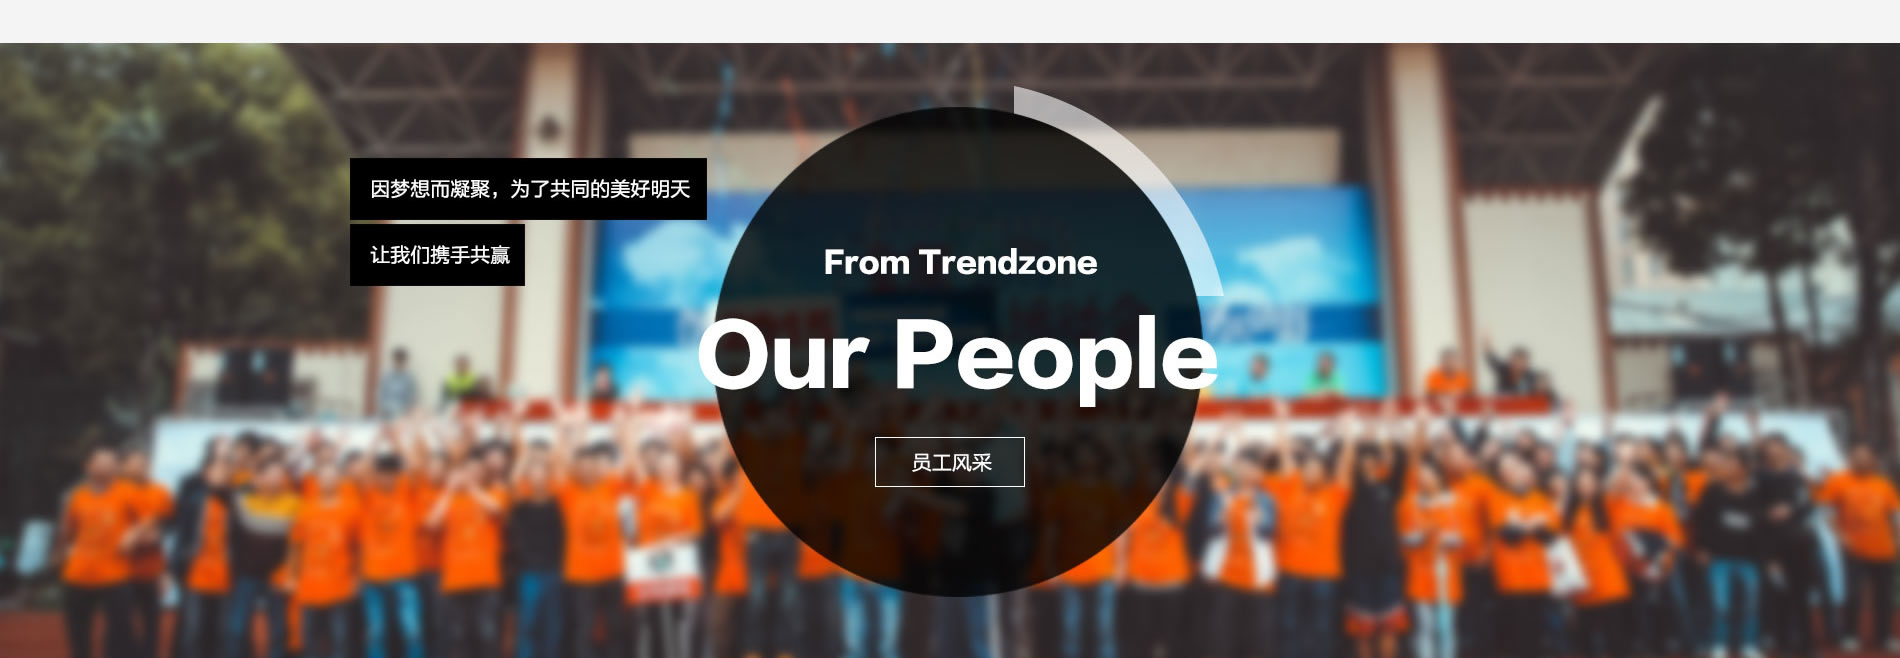 因梦想而凝聚，为了共同的美好明天
让我们携手共赢
From Trendzone
Our People
员工风采